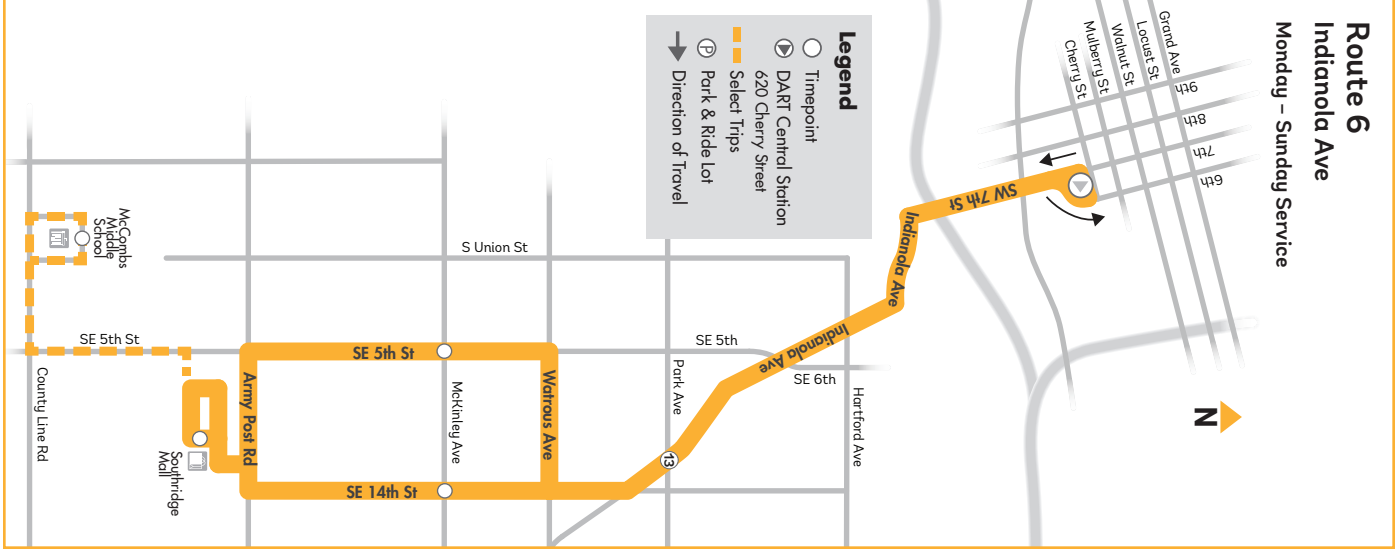 Route 6
Indianola Ave
Monday – Sunday Service
Grand Ave
Locust St
Walnut St
Mulberry St
Cherry St
9th
8th
7th
6th
Legend
Timepoint
DART Central Station
620 Cherry Street
Select Trips
P Park & Ride Lot
Direction of Travel
SW 7th St
Indianola Ave
Indianola Ave
N
S Union St
SE 5th
SE 6th
Hartford Ave
Park Ave
13
Watrous Ave
McKinley Ave
SE 5th St
SE 14th St
Army Post Rd
Southridge
Mall
SE 5th St
McCombs
Middle
School
County Line Rd